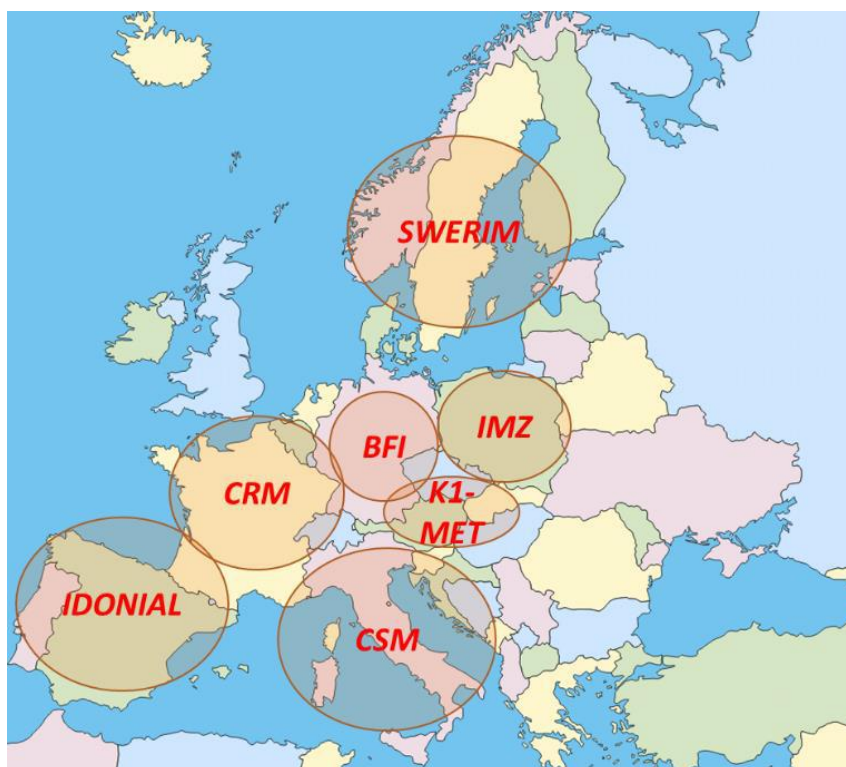 SWERIM
IMZ
BFI
CRM
K1-
MET
IDONIAL
CSM